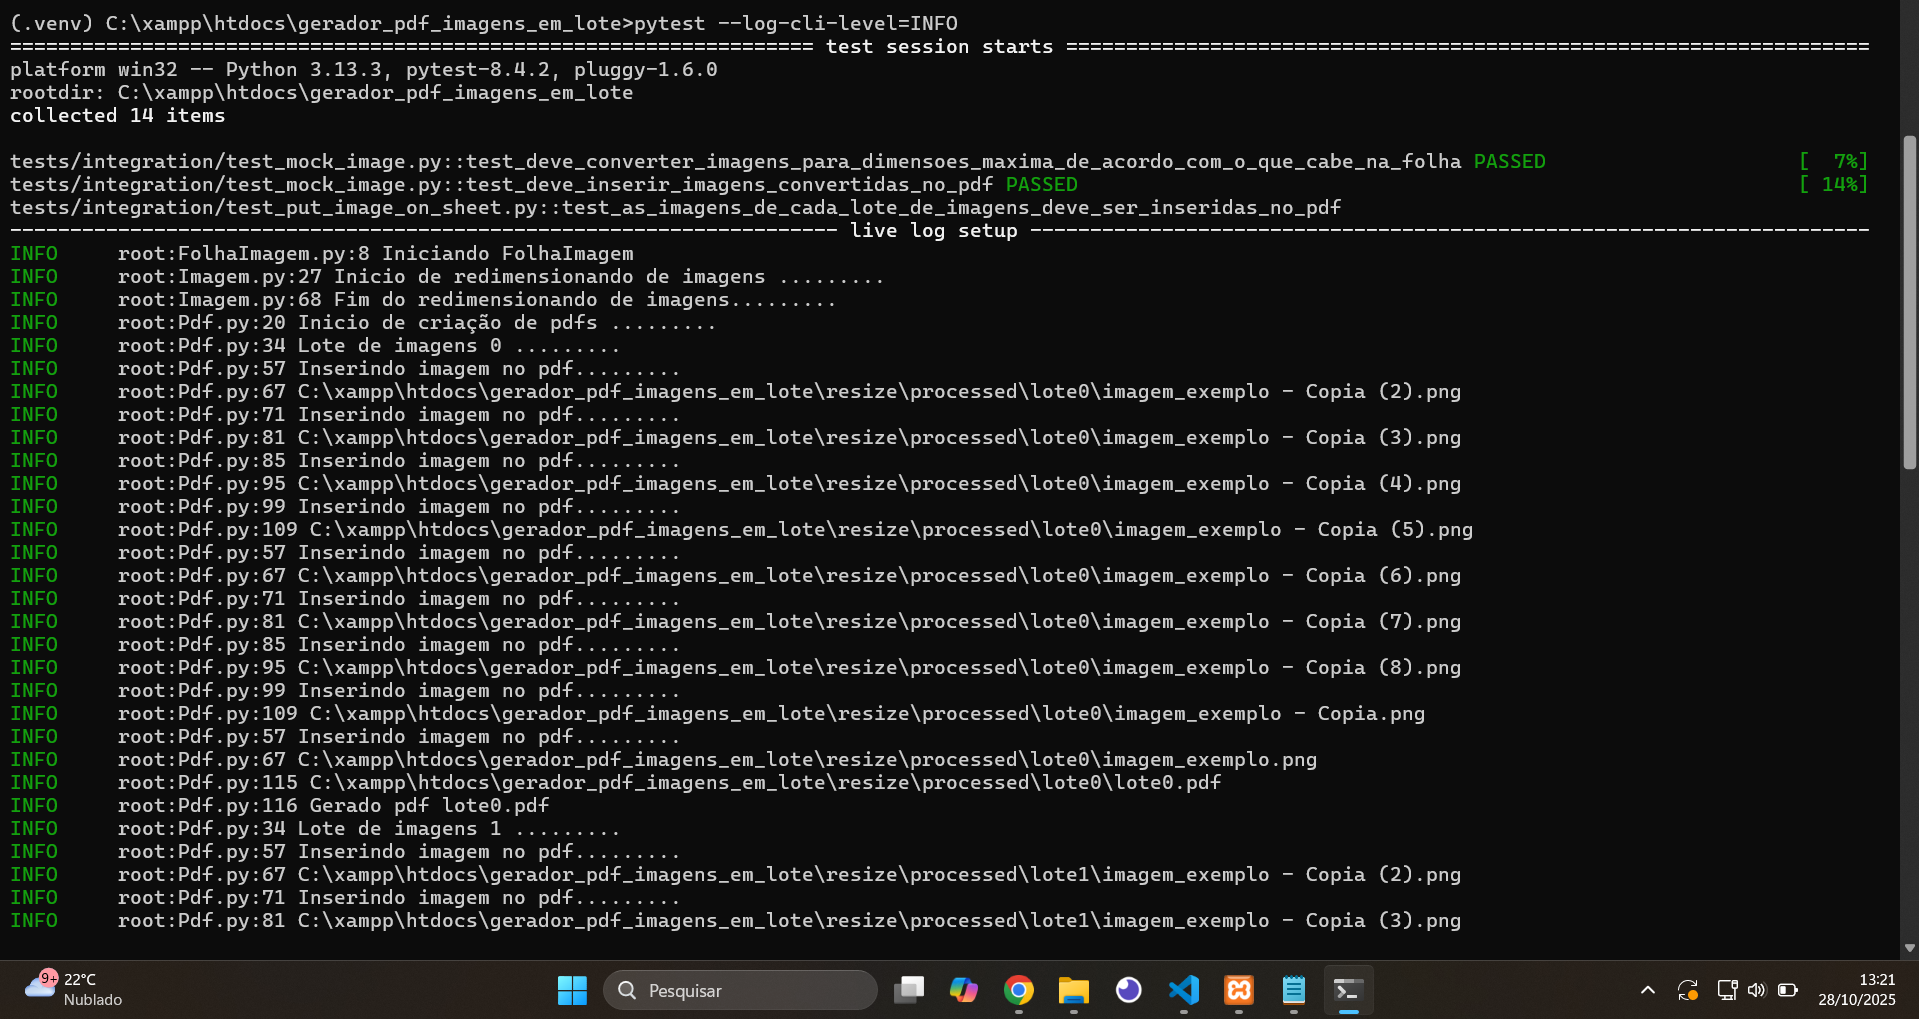 (.venv) C:\xampp\htdocs\gerador_pdf_imagens_em_lote>pytest --log-cli-level=INFO
=================================================================== test session starts ===================================================================
platform win32 -- Python 3.13.3, pytest-8.4.2, pluggy-1.6.0
rootdir: C:\xampp\htdocs\gerador_pdf_imagens_em_lote
collected 14 items
tests/integration/test_mock_image.py::test_deve_converter_imagens_para_dimensoes_maxima_de_acordo_com_o_que_cabe_na_folha PASSED [  7%]
tests/integration/test_mock_image.py::test_deve_inserir_imagens_convertidas_no_pdf PASSED [ 14%]
tests/integration/test_put_image_on_sheet.py::test_as_imagens_de_cada_lote_de_imagens_deve_ser_inseridas_no_pdf
--------------------------------------------------------------------- live log setup ----------------------------------------------------------------------
INFO     root:FolhaImagem.py:8 Iniciando FolhaImagem
INFO     root:Imagem.py:27 Inicio de redimensionando de imagens .........
INFO     root:Imagem.py:68 Fim do redimensionando de imagens.........
INFO     root:Pdf.py:20 Inicio de criação de pdfs .........
INFO     root:Pdf.py:34 Lote de imagens 0 .........
INFO     root:Pdf.py:57 Inserindo imagem no pdf.........
INFO     root:Pdf.py:67 C:\xampp\htdocs\gerador_pdf_imagens_em_lote\resize\processed\lote0\imagem_exemplo - Copia (2).png
INFO     root:Pdf.py:71 Inserindo imagem no pdf.........
INFO     root:Pdf.py:81 C:\xampp\htdocs\gerador_pdf_imagens_em_lote\resize\processed\lote0\imagem_exemplo - Copia (3).png
INFO     root:Pdf.py:85 Inserindo imagem no pdf.........
INFO     root:Pdf.py:95 C:\xampp\htdocs\gerador_pdf_imagens_em_lote\resize\processed\lote0\imagem_exemplo - Copia (4).png
INFO     root:Pdf.py:99 Inserindo imagem no pdf.........
INFO     root:Pdf.py:109 C:\xampp\htdocs\gerador_pdf_imagens_em_lote\resize\processed\lote0\imagem_exemplo - Copia (5).png
INFO     root:Pdf.py:57 Inserindo imagem no pdf.........
INFO     root:Pdf.py:67 C:\xampp\htdocs\gerador_pdf_imagens_em_lote\resize\processed\lote0\imagem_exemplo - Copia (6).png
INFO     root:Pdf.py:71 Inserindo imagem no pdf.........
INFO     root:Pdf.py:81 C:\xampp\htdocs\gerador_pdf_imagens_em_lote\resize\processed\lote0\imagem_exemplo - Copia (7).png
INFO     root:Pdf.py:85 Inserindo imagem no pdf.........
INFO     root:Pdf.py:95 C:\xampp\htdocs\gerador_pdf_imagens_em_lote\resize\processed\lote0\imagem_exemplo - Copia (8).png
INFO     root:Pdf.py:99 Inserindo imagem no pdf.........
INFO     root:Pdf.py:109 C:\xampp\htdocs\gerador_pdf_imagens_em_lote\resize\processed\lote0\imagem_exemplo - Copia.png
INFO     root:Pdf.py:57 Inserindo imagem no pdf.........
INFO     root:Pdf.py:67 C:\xampp\htdocs\gerador_pdf_imagens_em_lote\resize\processed\lote0\imagem_exemplo.png
INFO     root:Pdf.py:115 C:\xampp\htdocs\gerador_pdf_imagens_em_lote\resize\processed\lote0\lote0.pdf
INFO     root:Pdf.py:116 Gerado pdf lote0.pdf
INFO     root:Pdf.py:34 Lote de imagens 1 .........
INFO     root:Pdf.py:57 Inserindo imagem no pdf.........
INFO     root:Pdf.py:67 C:\xampp\htdocs\gerador_pdf_imagens_em_lote\resize\processed\lote1\imagem_exemplo - Copia (2).png
INFO     root:Pdf.py:71 Inserindo imagem no pdf.........
INFO     root:Pdf.py:81 C:\xampp\htdocs\gerador_pdf_imagens_em_lote\resize\processed\lote1\imagem_exemplo - Copia (3).png
9+
22°C
Nublado
Pesquisar
13:21
28/10/2025